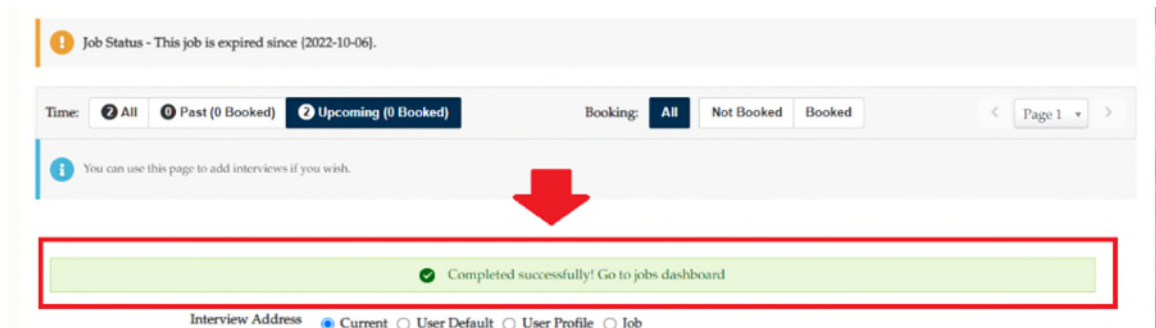 Job Status - This job is expired since {2022-10-06}.
Time: 2 All 0 Past (0 Booked) 2 Upcoming (0 Booked) Booking: All Not Booked Booked < Page 1 >
You can use this page to add interviews if you wish.
Completed successfully! Go to jobs dashboard
Interview Address Current User Default User Profile Job